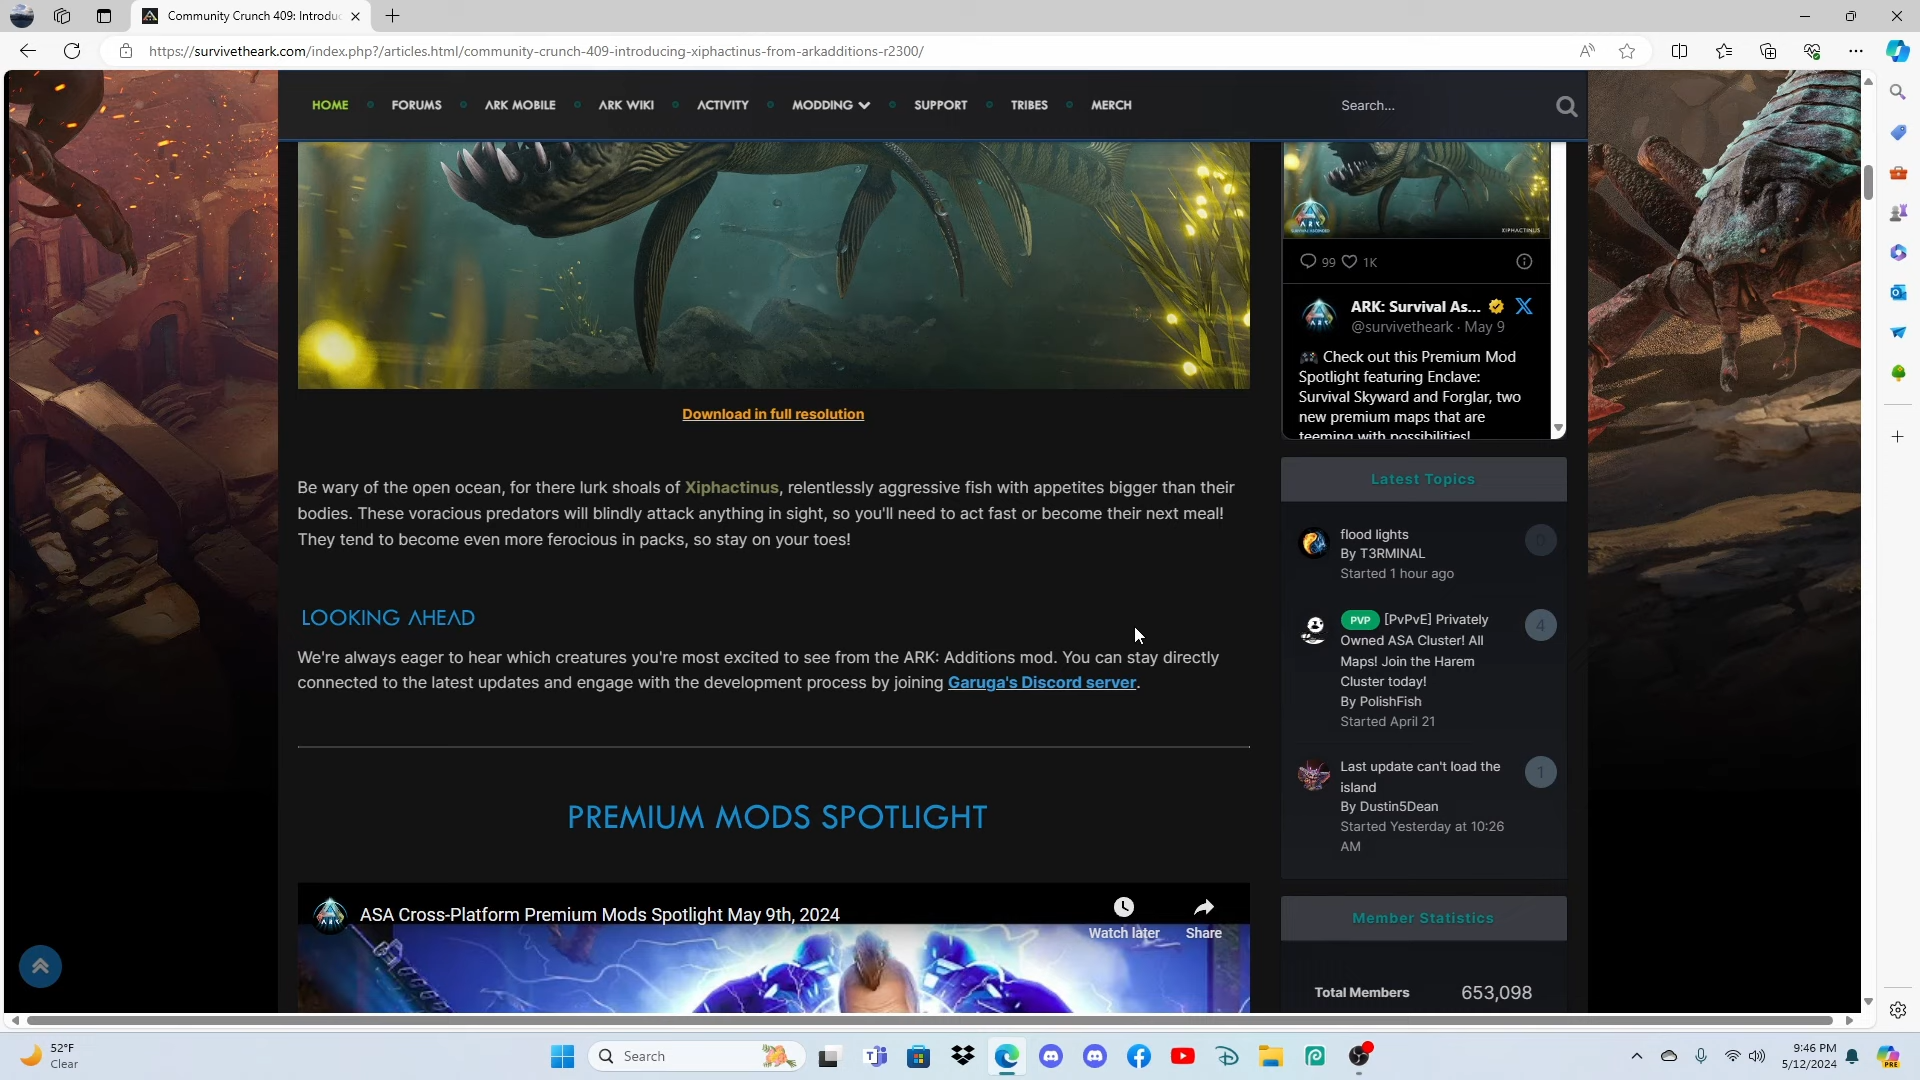 Community Crunch 409: Introduc
https://survivetheark.com/index.php?/articles.html/community-crunch-409-introducing-xiphactinus-from-arkadditions-r2300/
HOME FORUMS ARK MOBILE ARK WIKI ACTIVITY MODDING SUPPORT TRIBES MERCH
Search...
XIPHACTINUS
99 1K
Download in full resolution
Be wary of the open ocean, for there lurk shoals of Xiphactinus, relentlessly aggressive fish with appetites bigger than their
bodies. These voracious predators will blindly attack anything in sight, so you'll need to act fast or become their next meal!
They tend to become even more ferocious in packs, so stay on your toes!
LOOKING AHEAD
We're always eager to hear which creatures you're most excited to see from the ARK: Additions mod. You can stay directly
connected to the latest updates and engage with the development process by joining Garuga's Discord server.
PREMIUM MODS SPOTLIGHT
ASA Cross-Platform Premium Mods Spotlight May 9th, 2024
Watch later
Share
ARK: Survival As...
@survivetheark · May 9
Check out this Premium Mod
Spotlight featuring Enclave:
Survival Skyward and Forglar, two
new premium maps that are
teeming with possibilities!
Latest Topics
flood lights
By T3RMINAL
Started 1 hour ago
0
PVP [PvPvE] Privately
Owned ASA Cluster! All
Maps! Join the Harem
Cluster today!
By PolishFish
Started April 21
4
Last update can't load the
island
By Dustin5Dean
Started Yesterday at 10:26
AM
1
Member Statistics
Total Members 653,098
52°F
Clear
Search
9:46 PM
5/12/2024